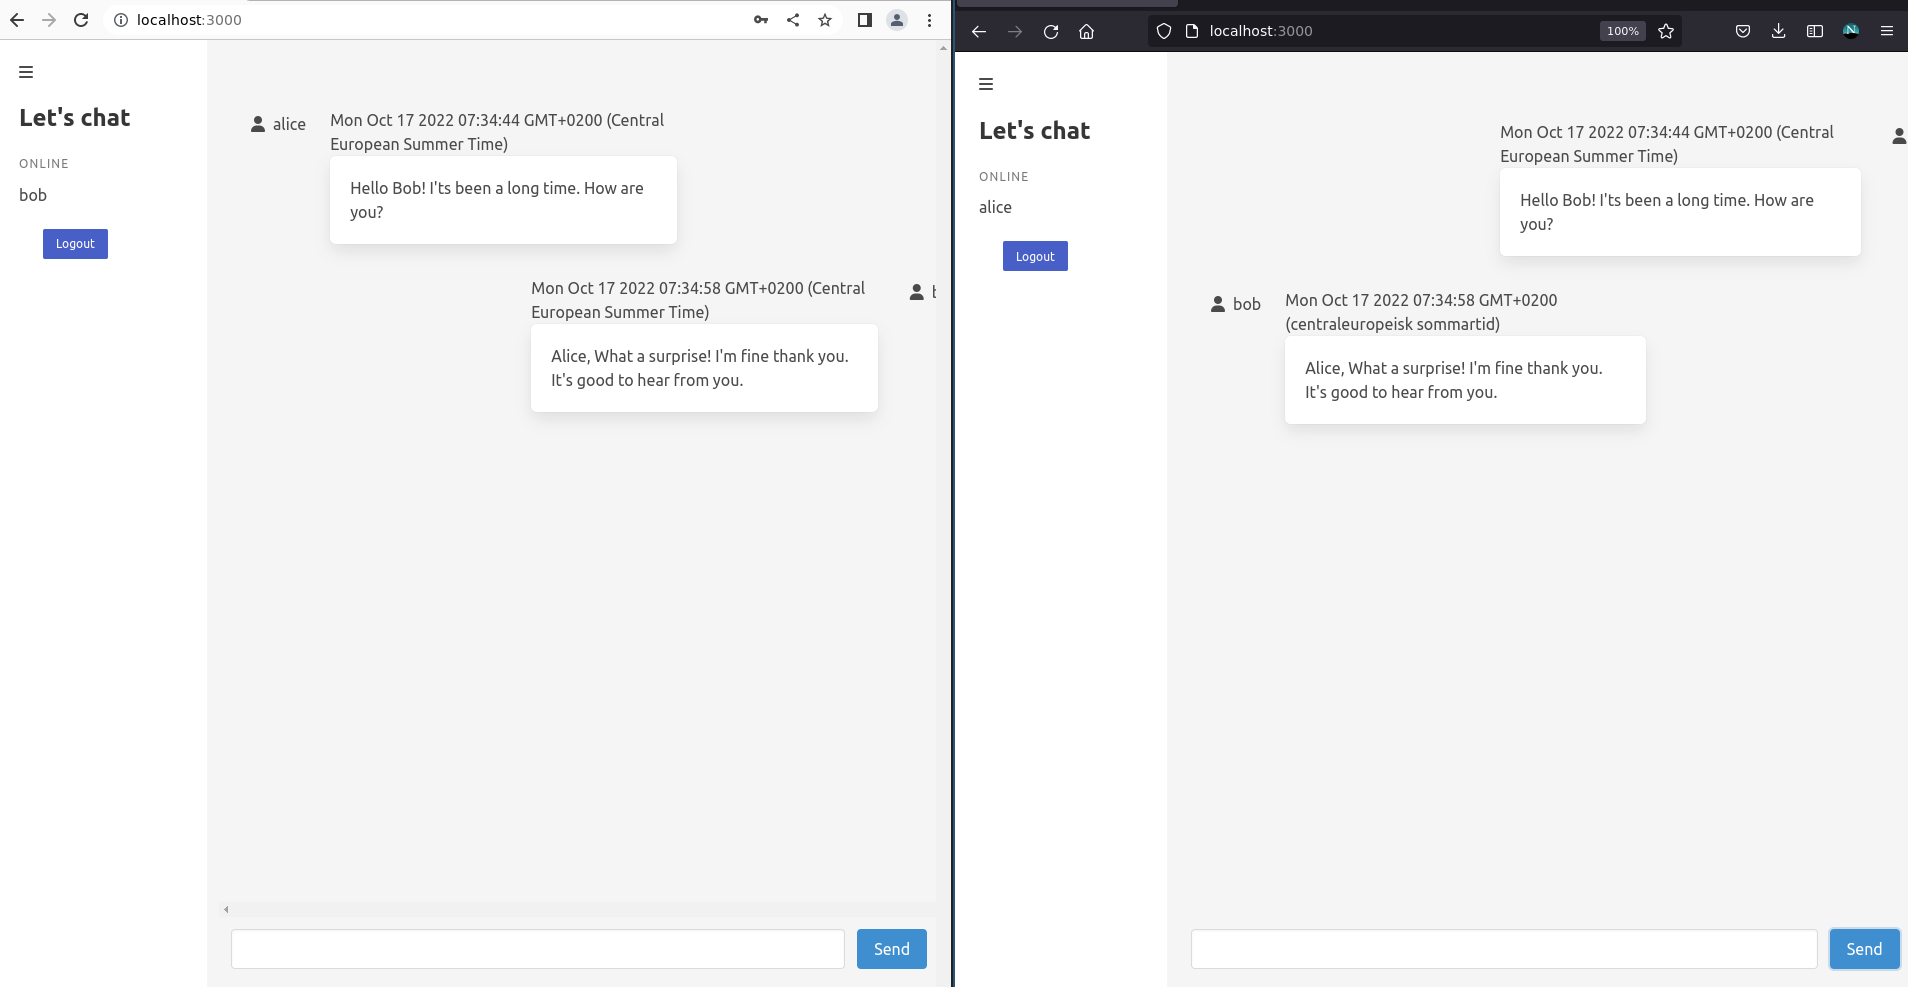 localhost:3000
Let's chat
ONLINE
bob
Logout
alice
Mon Oct 17 2022 07:34:44 GMT+0200 (Central
European Summer Time)
Hello Bob! I'ts been a long time. How are
you?
Mon Oct 17 2022 07:34:58 GMT+0200 (Central
European Summer Time)
Alice, What a surprise! I'm fine thank you.
It's good to hear from you.
Send
localhost:3000
100%
Let's chat
ONLINE
alice
Logout
Mon Oct 17 2022 07:34:44 GMT+0200 (Central
European Summer Time)
Hello Bob! I'ts been a long time. How are
you?
bob
Mon Oct 17 2022 07:34:58 GMT+0200
(centraleuropeisk sommartid)
Alice, What a surprise! I'm fine thank you.
It's good to hear from you.
Send